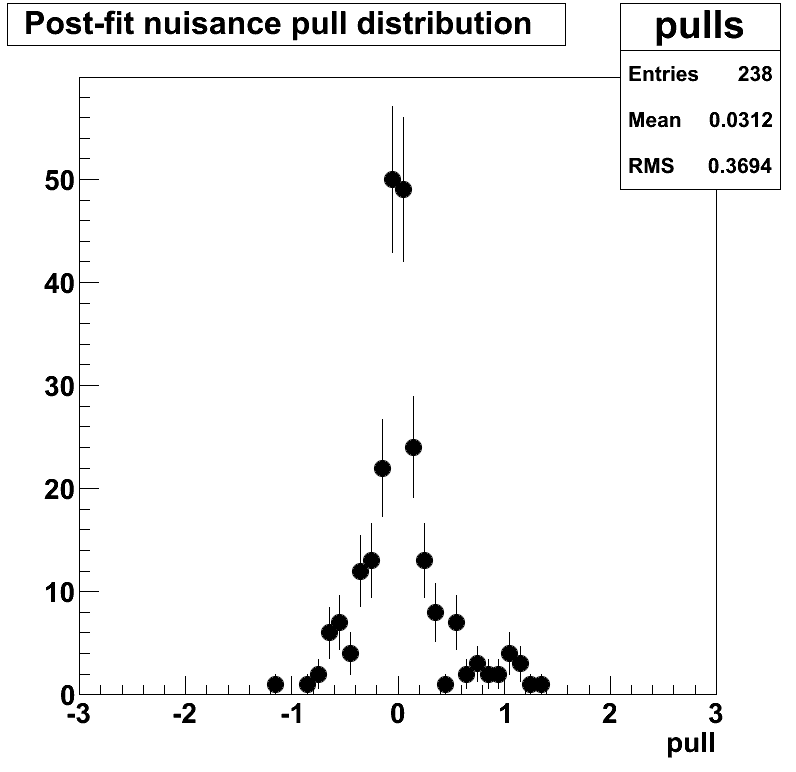 Post-fit nuisance pull distribution
pulls
Entries 238
Mean 0.0312
RMS 0.3694
50
40
30
20
10
0
-3 -2 -1 0 1 2 3
pull